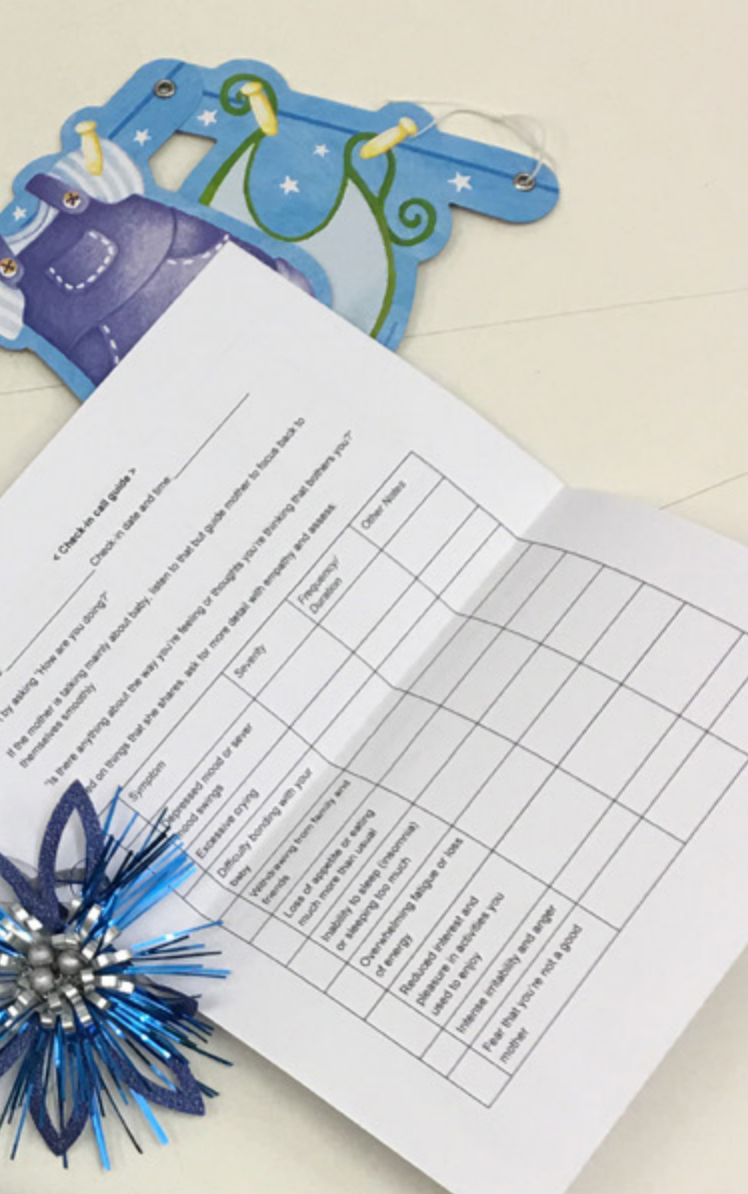 < Check-in call guide >
Check-in date and time
by asking "How are you doing?"
If the mother is talking mainly about baby, listen to that but guide mother to focus back to
themselves smoothly
"Is there anything about the way you're feeling or thoughts you're thinking that bothers you?"
on things that she shares, ask for more detail with empathy and assess:
Symptom
Severity
Frequency/
Duration
Other Notes
Depressed mood or sever
mood swings
Excessive crying
Difficulty bonding with your
baby
Withdrawing from family and
friends
Loss of appetite or eating
much more than usual
Inability to sleep (insomnia)
or sleeping too much
Overwhelming fatigue or loss
of energy
Reduced interest and
pleasure in activities you
used to enjoy
Intense irritability and anger
Fear that you're not a good
mother